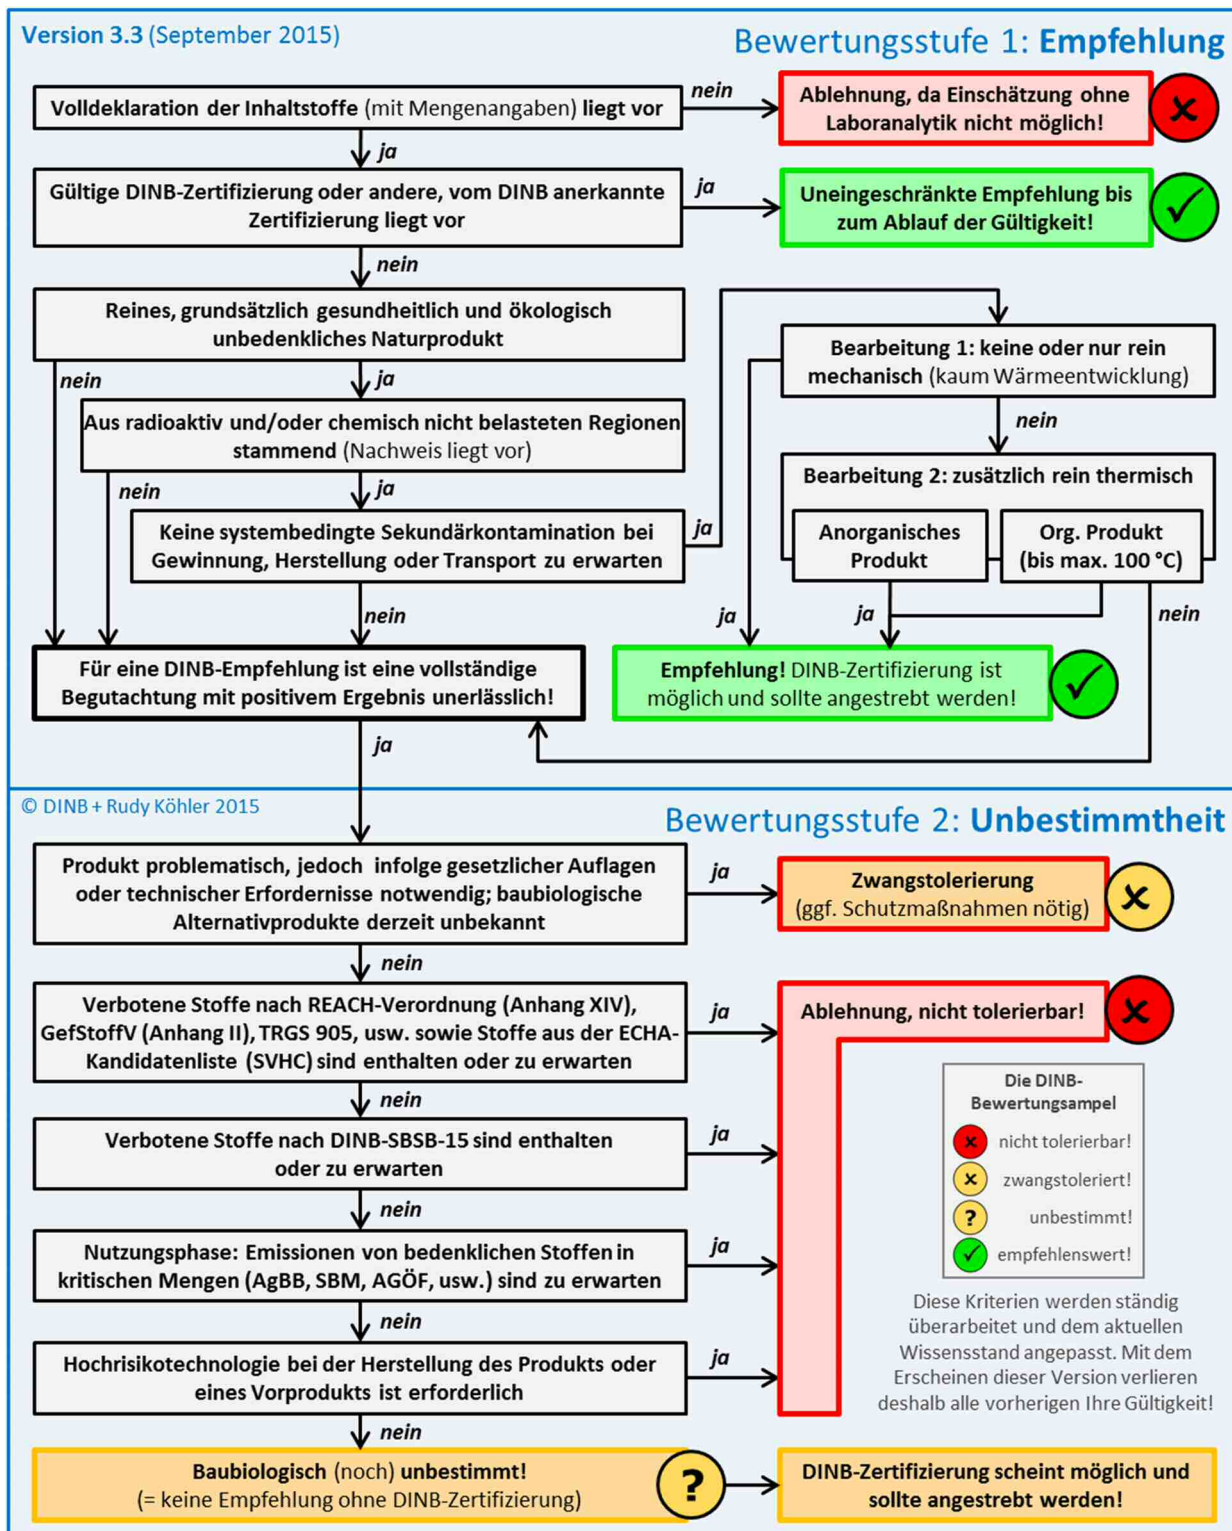 Version 3.3 (September 2015)
Bewertungsstufe 1: Empfehlung
Volldeklaration der Inhaltstoffe (mit Mengenangaben) liegt vor
nein
Ablehnung, da Einschätzung ohne
Laboranalytik nicht möglich!
ja
Gültige DINB-Zertifizierung oder andere, vom DINB anerkannte
Zertifizierung liegt vor
ja
Uneingeschränkte Empfehlung bis
zum Ablauf der Gültigkeit!
nein
Reines, grundsätzlich gesundheitlich und ökologisch
unbedenkliches Naturprodukt
nein
ja
Aus radioaktiv und/oder chemisch nicht belasteten Regionen
stammend (Nachweis liegt vor)
nein
ja
Keine systembedingte Sekundärkontamination bei
Gewinnung, Herstellung oder Transport zu erwarten
ja
nein
Bearbeitung 1: keine oder nur rein
mechanisch (kaum Wärmeentwicklung)
nein
Bearbeitung 2: zusätzlich rein thermisch
Anorganisches
Produkt
Org. Produkt
(bis max. 100 °C)
ja
ja
nein
Für eine DINB-Empfehlung ist eine vollständige
Begutachtung mit positivem Ergebnis unerlässlich!
Empfehlung! DINB-Zertifizierung ist
möglich und sollte angestrebt werden!
ja
© DINB + Rudy Köhler 2015
Bewertungsstufe 2: Unbestimmtheit
Produkt problematisch, jedoch infolge gesetzlicher Auflagen
oder technischer Erfordernisse notwendig; baubiologische
Alternativprodukte derzeit unbekannt
ja
Zwangstolerierung
(ggf. Schutzmaßnahmen nötig)
nein
Verbotene Stoffe nach REACH-Verordnung (Anhang XIV),
GefStoffV (Anhang II), TRGS 905, usw. sowie Stoffe aus der ECHA-
Kandidatenliste (SVHC) sind enthalten oder zu erwarten
ja
Ablehnung, nicht tolerierbar!
nein
Verbotene Stoffe nach DINB-SBSB-15 sind enthalten
oder zu erwarten
ja
nein
Nutzungsphase: Emissionen von bedenklichen Stoffen in
kritischen Mengen (AgBB, SBM, AGÖF, usw.) sind zu erwarten
ja
nein
Hochrisikotechnologie bei der Herstellung des Produkts oder
eines Vorprodukts ist erforderlich
ja
nein
Die DINB-
Bewertungsampel
nicht tolerierbar!
zwangstoleriert!
?
unbestimmt!
empfehlenswert!
Diese Kriterien werden ständig
überarbeitet und dem aktuellen
Wissensstand angepasst. Mit dem
Erscheinen dieser Version verlieren
deshalb alle vorherigen Ihre Gültigkeit!
Baubiologisch (noch) unbestimmt!
(= keine Empfehlung ohne DINB-Zertifizierung)
?
DINB-Zertifizierung scheint möglich und
sollte angestrebt werden!